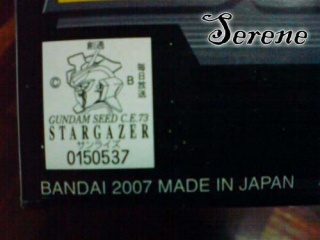 Serene
創通
© B 毎日放送
GUNDAM SEED C.E.73
STARGAZER
サンライズ
0150537
BANDAI 2007 MADE IN JAPAN